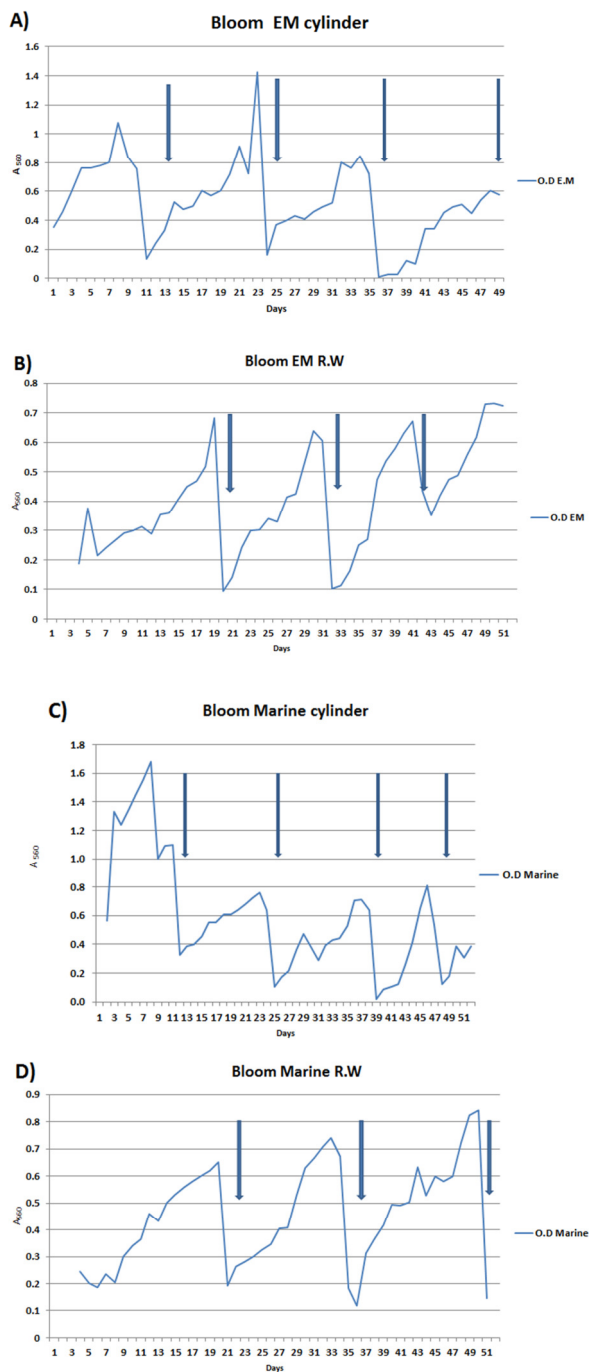 A)
Bloom EM cylinder
1.6
1.4
1.2
1
0.8
0.6
0.4
0.2
0
A 560
1 3 5 7 9 11 13 15 17 19 21 23 25 27 29 31 33 35 37 39 41 43 45 47 49
Days
O.D E.M
B)
Bloom EM R.W
0.8
0.7
0.6
0.5
0.4
0.3
0.2
0.1
0
A560
1 3 5 7 9 11 13 15 17 19 21 23 25 27 29 31 33 35 37 39 41 43 45 47 49 51
Days
O.D EM
C)
Bloom Marine cylinder
1.8
1.6
1.4
1.2
1.0
0.8
0.6
0.4
0.2
0.0
A 560
1 3 5 7 9 11 13 15 17 19 21 23 25 27 29 31 33 35 37 39 41 43 45 47 49 51
Days
O.D Marine
D)
Bloom Marine R.W
0.9
0.8
0.7
0.6
0.5
0.4
0.3
0.2
0.1
0
A560
1 3 5 7 9 11 13 15 17 19 21 23 25 27 29 31 33 35 37 39 41 43 45 47 49 51
Days
O.D Marine